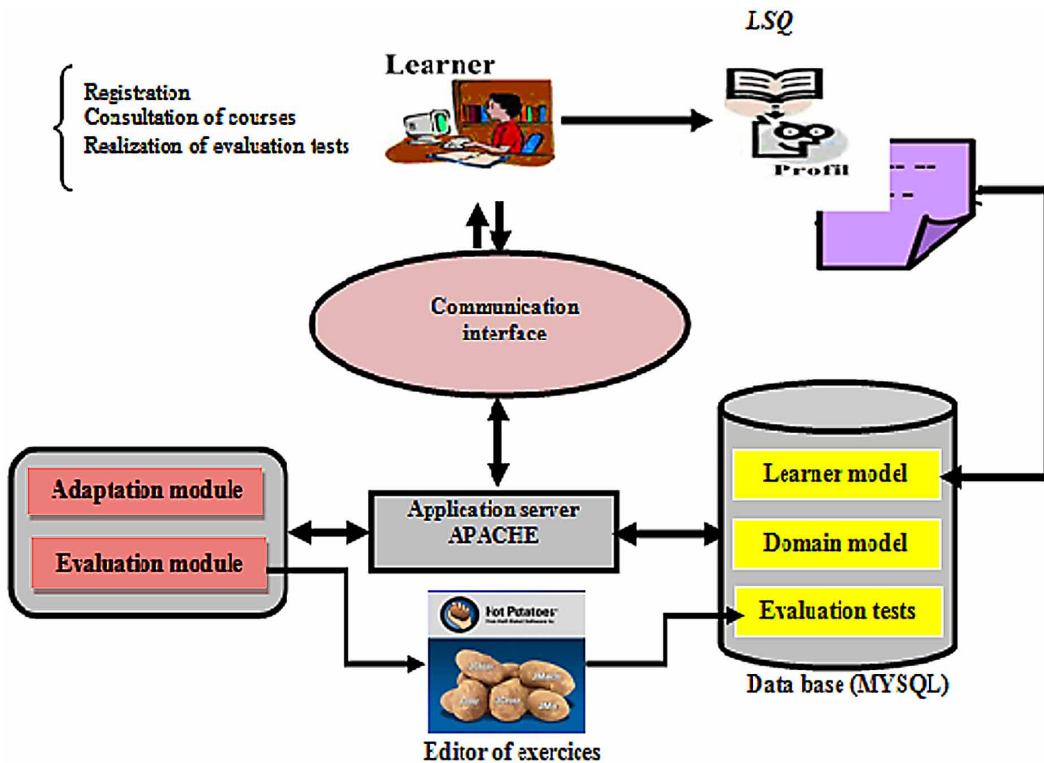 LSQ
Learner
Registration
Consultation of courses
Realization of evaluation tests
Profil
Communication
interface
Adaptation module
Evaluation module
Application server
APACHE
Learner model
Domain model
Evaluation tests
Data base (MYSQL)
Hot Potatoes
Editor of exercices